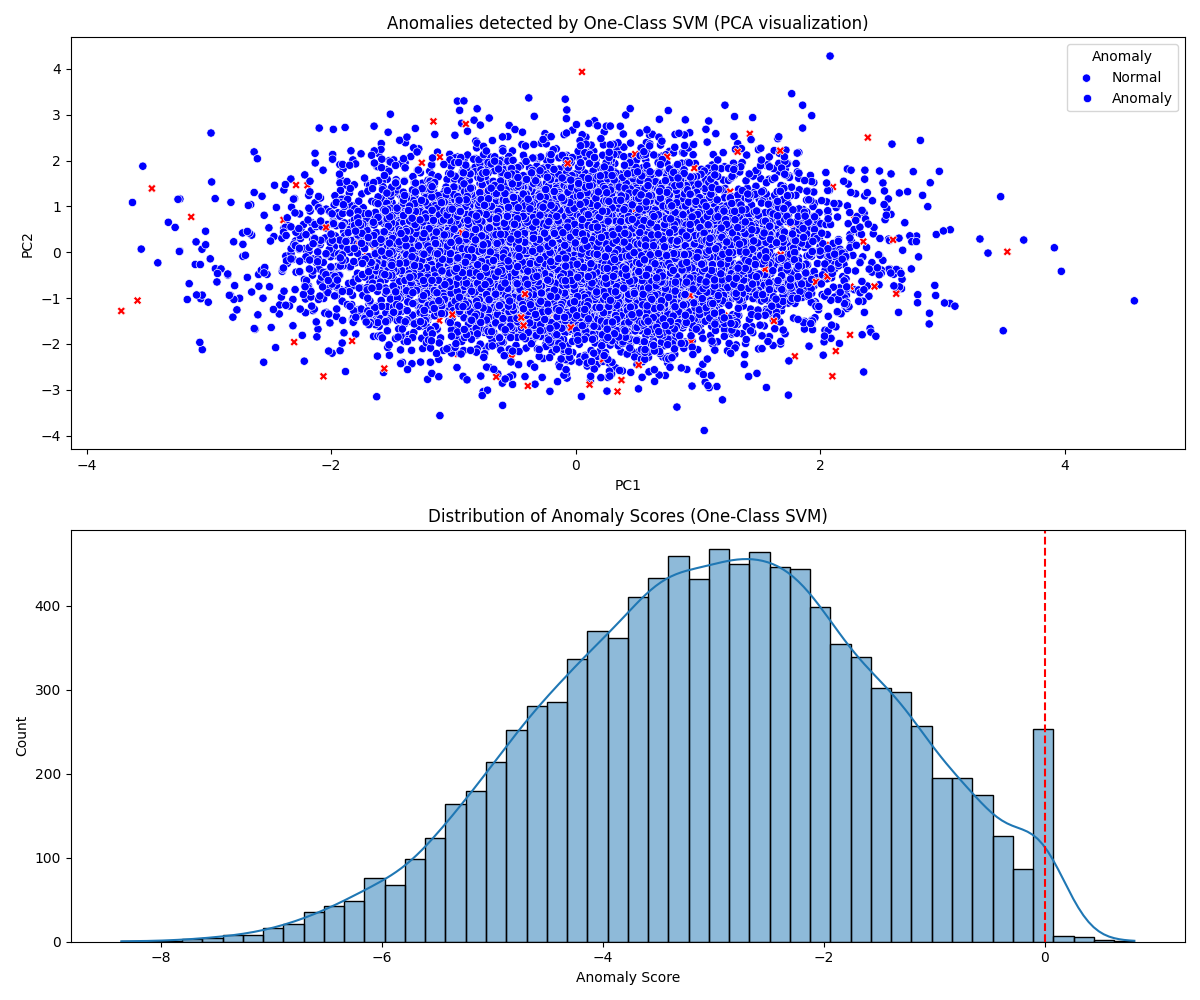 Anomalies detected by One-Class SVM (PCA visualization)
Anomaly
Normal
Anomaly
4
3
2
1
0
−1
−2
−3
−4
PC2
−4 −2 0 2 4
PC1
Distribution of Anomaly Scores (One-Class SVM)
400
300
200
100
0
Count
−8 −6 −4 −2 0
Anomaly Score